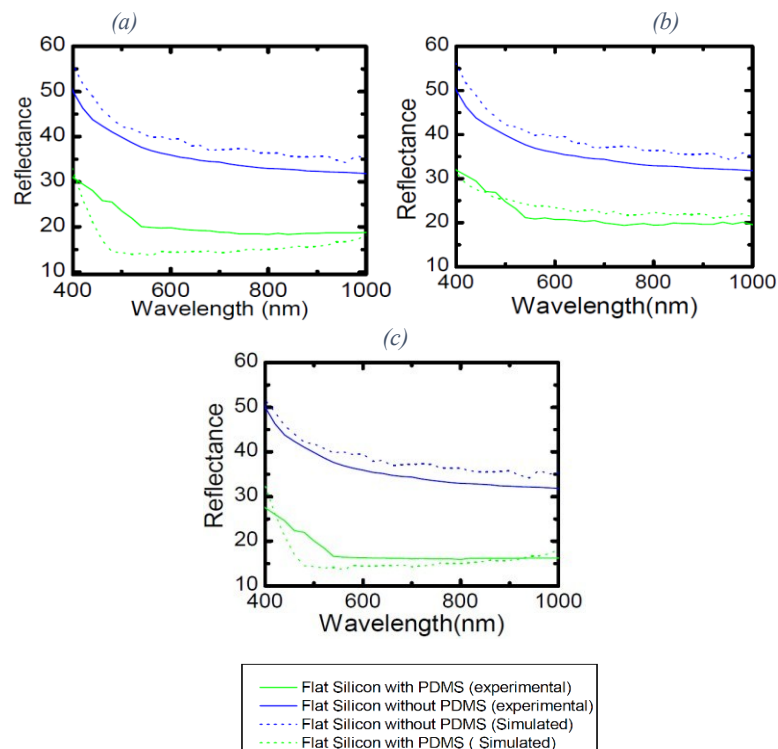 (a)
(b)
60
50
40
30
20
10
Reflectance
400
600
800
1000
Wavelength (nm)
60
50
40
30
20
10
Reflectance
400
600
800
1000
Wavelength(nm)
(c)
60
50
40
30
20
10
Reflectance
400
600
800
1000
Wavelength(nm)
Flat Silicon with PDMS (experimental)
Flat Silicon without PDMS (experimental)
Flat Silicon without PDMS (Simulated)
Flat Silicon with PDMS ( Simulated)